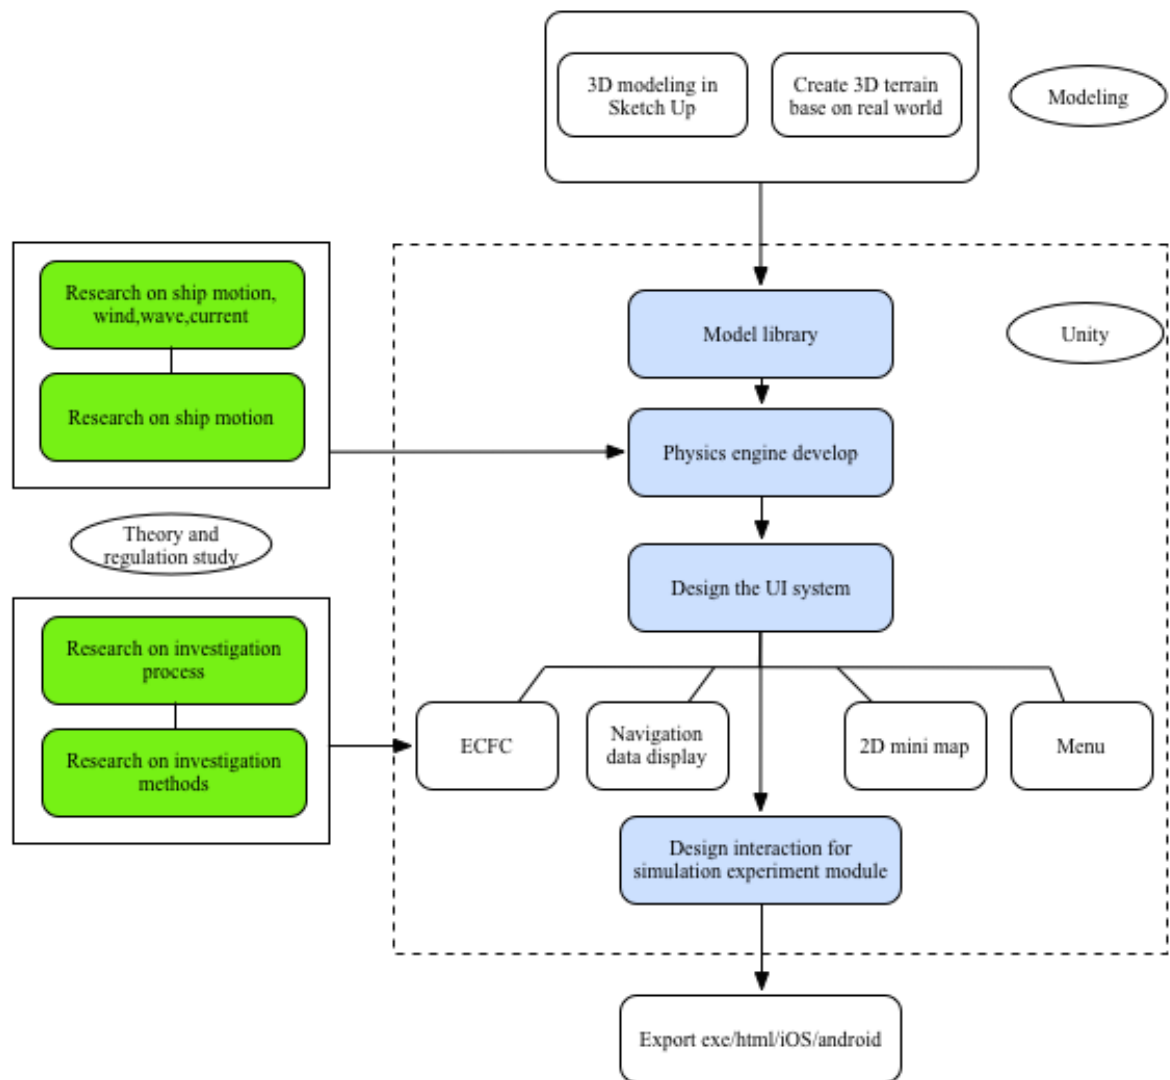 3D modeling in
Sketch Up
Create 3D terrain
base on real world
Modeling
Research on ship motion,
wind,wave,current
Research on ship motion
Theory and
regulation study
Research on investigation
process
Research on investigation
methods
Unity
Model library
Physics engine develop
Design the UI system
ECFC
Navigation
data display
2D mini map
Menu
Design interaction for
simulation experiment module
Export exe/html/iOS/android